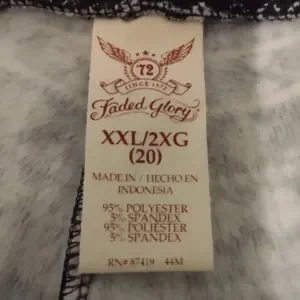 '72
SINCE 1972
Faded Glory
XXL/2XG
(20)
MADE IN / HECHO EN
INDONESIA
95% POLYESTER
5% SPANDEX
95% POLIÉSTER
5% SPANDEX
RN# 87419 44M